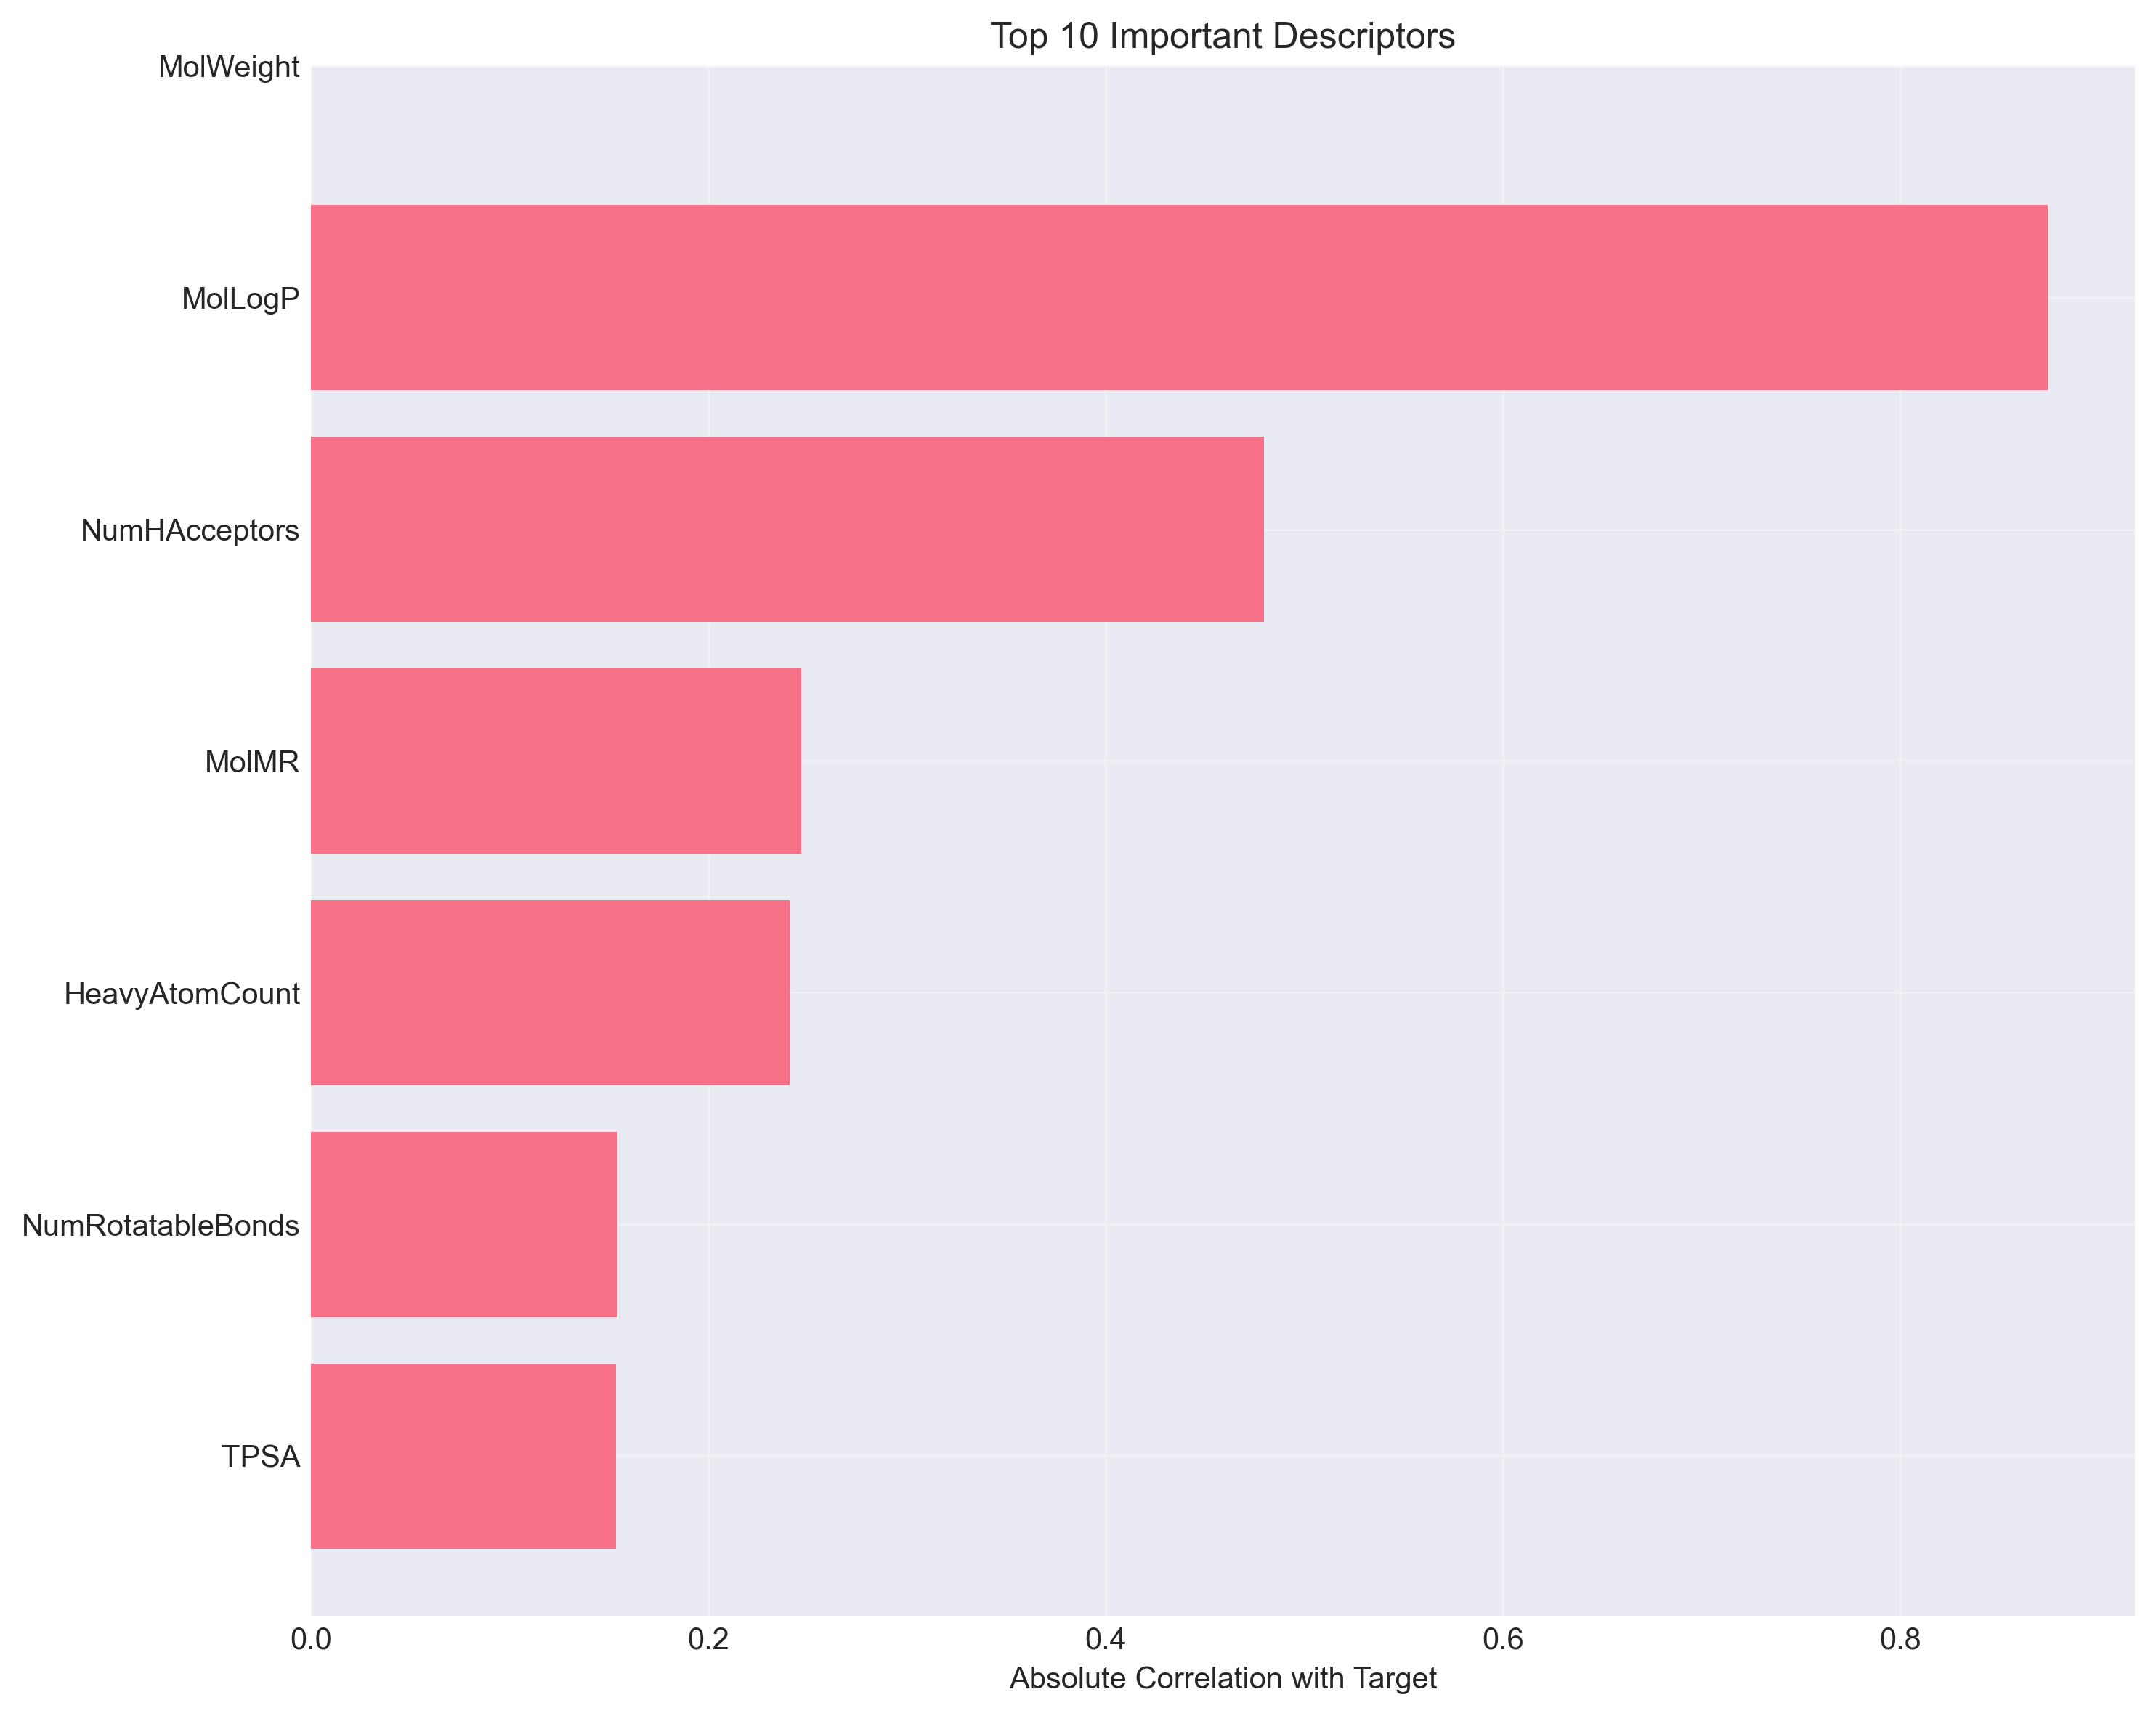 Top 10 Important Descriptors
MolWeight
MolLogP
NumHAcceptors
MolMR
HeavyAtomCount
NumRotatableBonds
TPSA
0.0 0.2 0.4 0.6 0.8
Absolute Correlation with Target